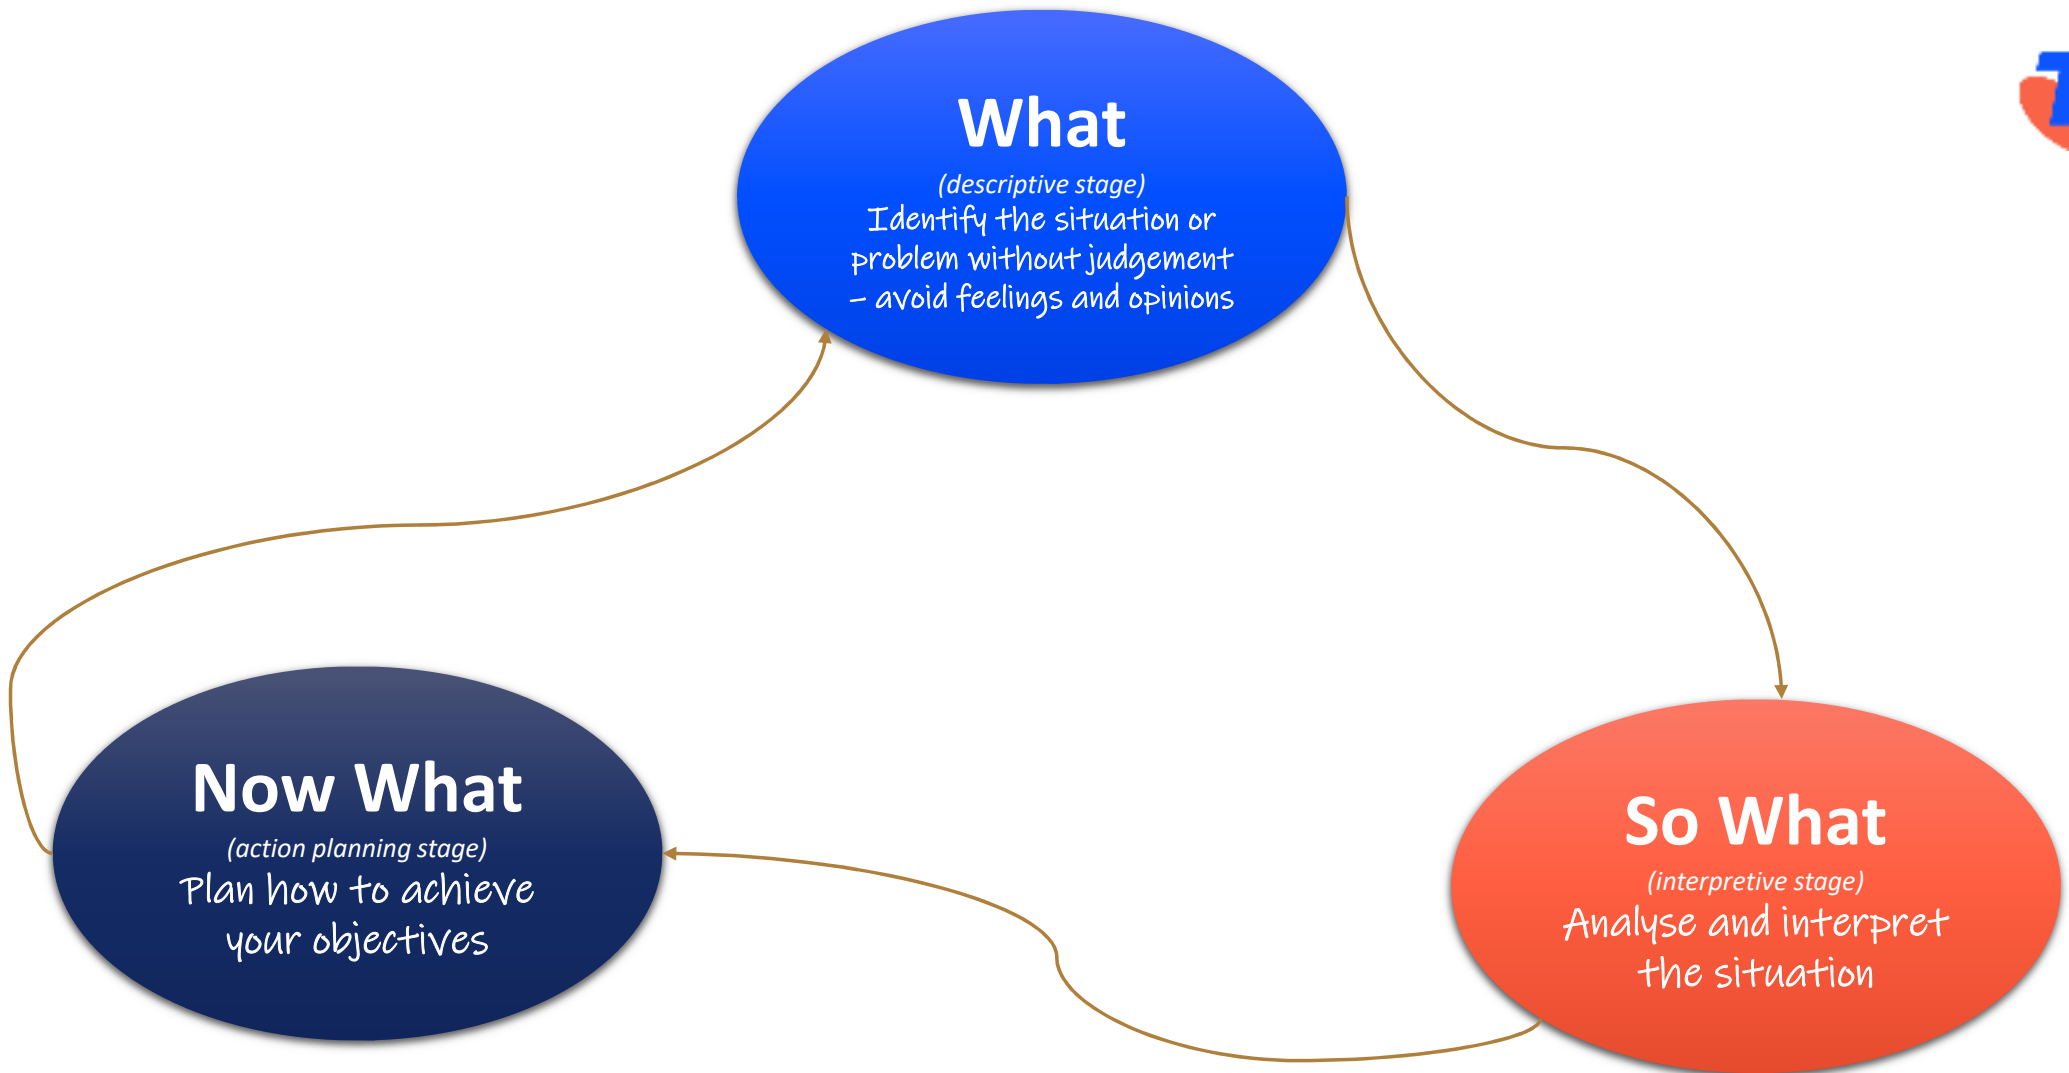 What
(descriptive stage)
Identify the situation or
problem without judgement
– avoid feelings and opinions
Now What
(action planning stage)
Plan how to achieve
your objectives
So What
(interpretive stage)
Analyse and interpret
the situation